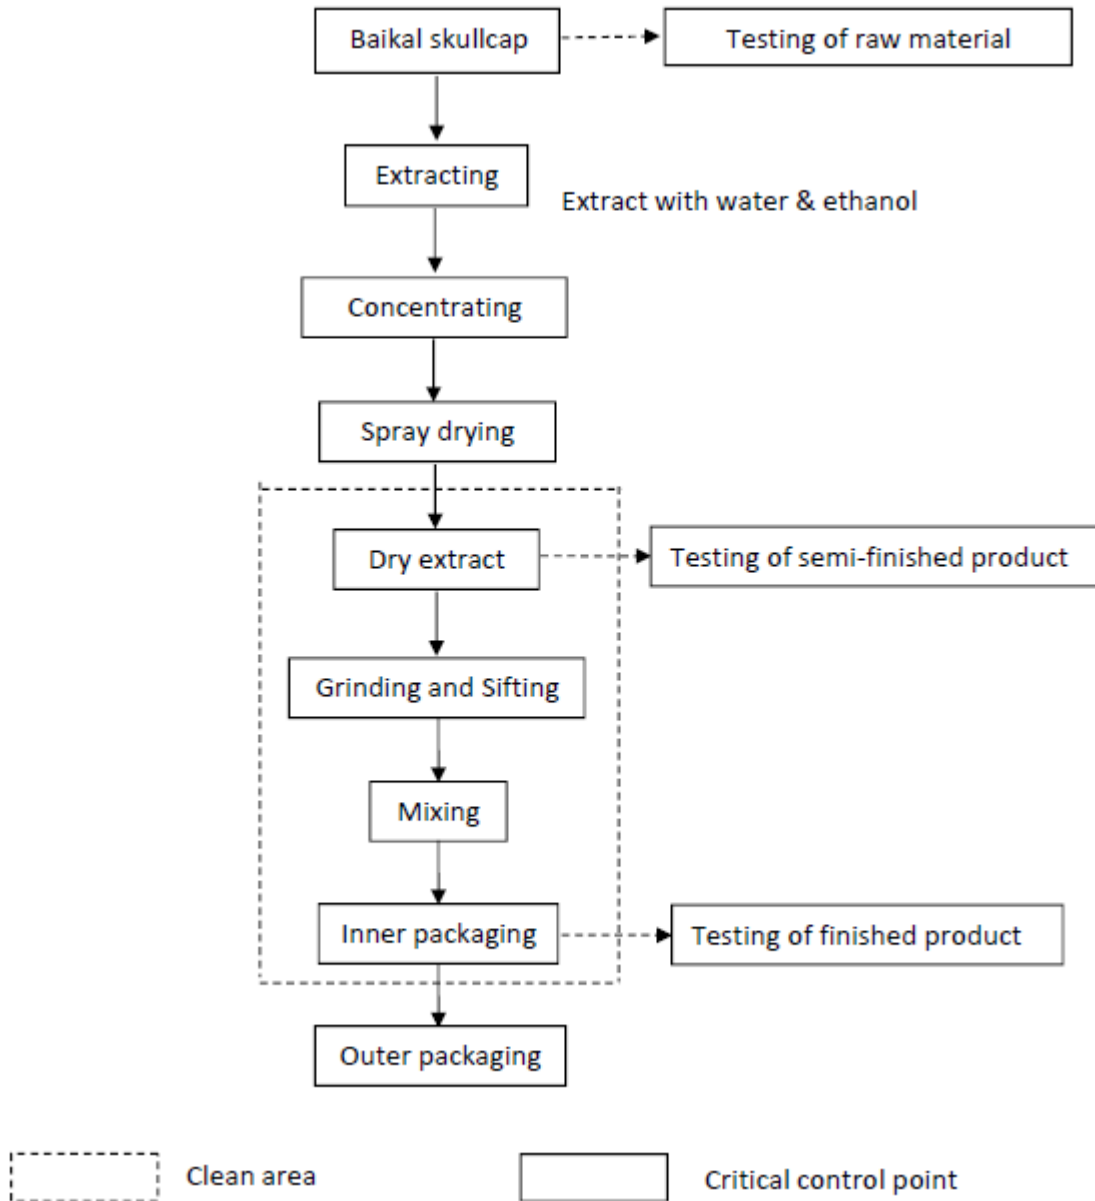 Baikal skullcap
Testing of raw material
Extracting
Extract with water & ethanol
Concentrating
Spray drying
Dry extract
Testing of semi-finished product
Grinding and Sifting
Mixing
Inner packaging
Testing of finished product
Outer packaging
Clean area
Critical control point